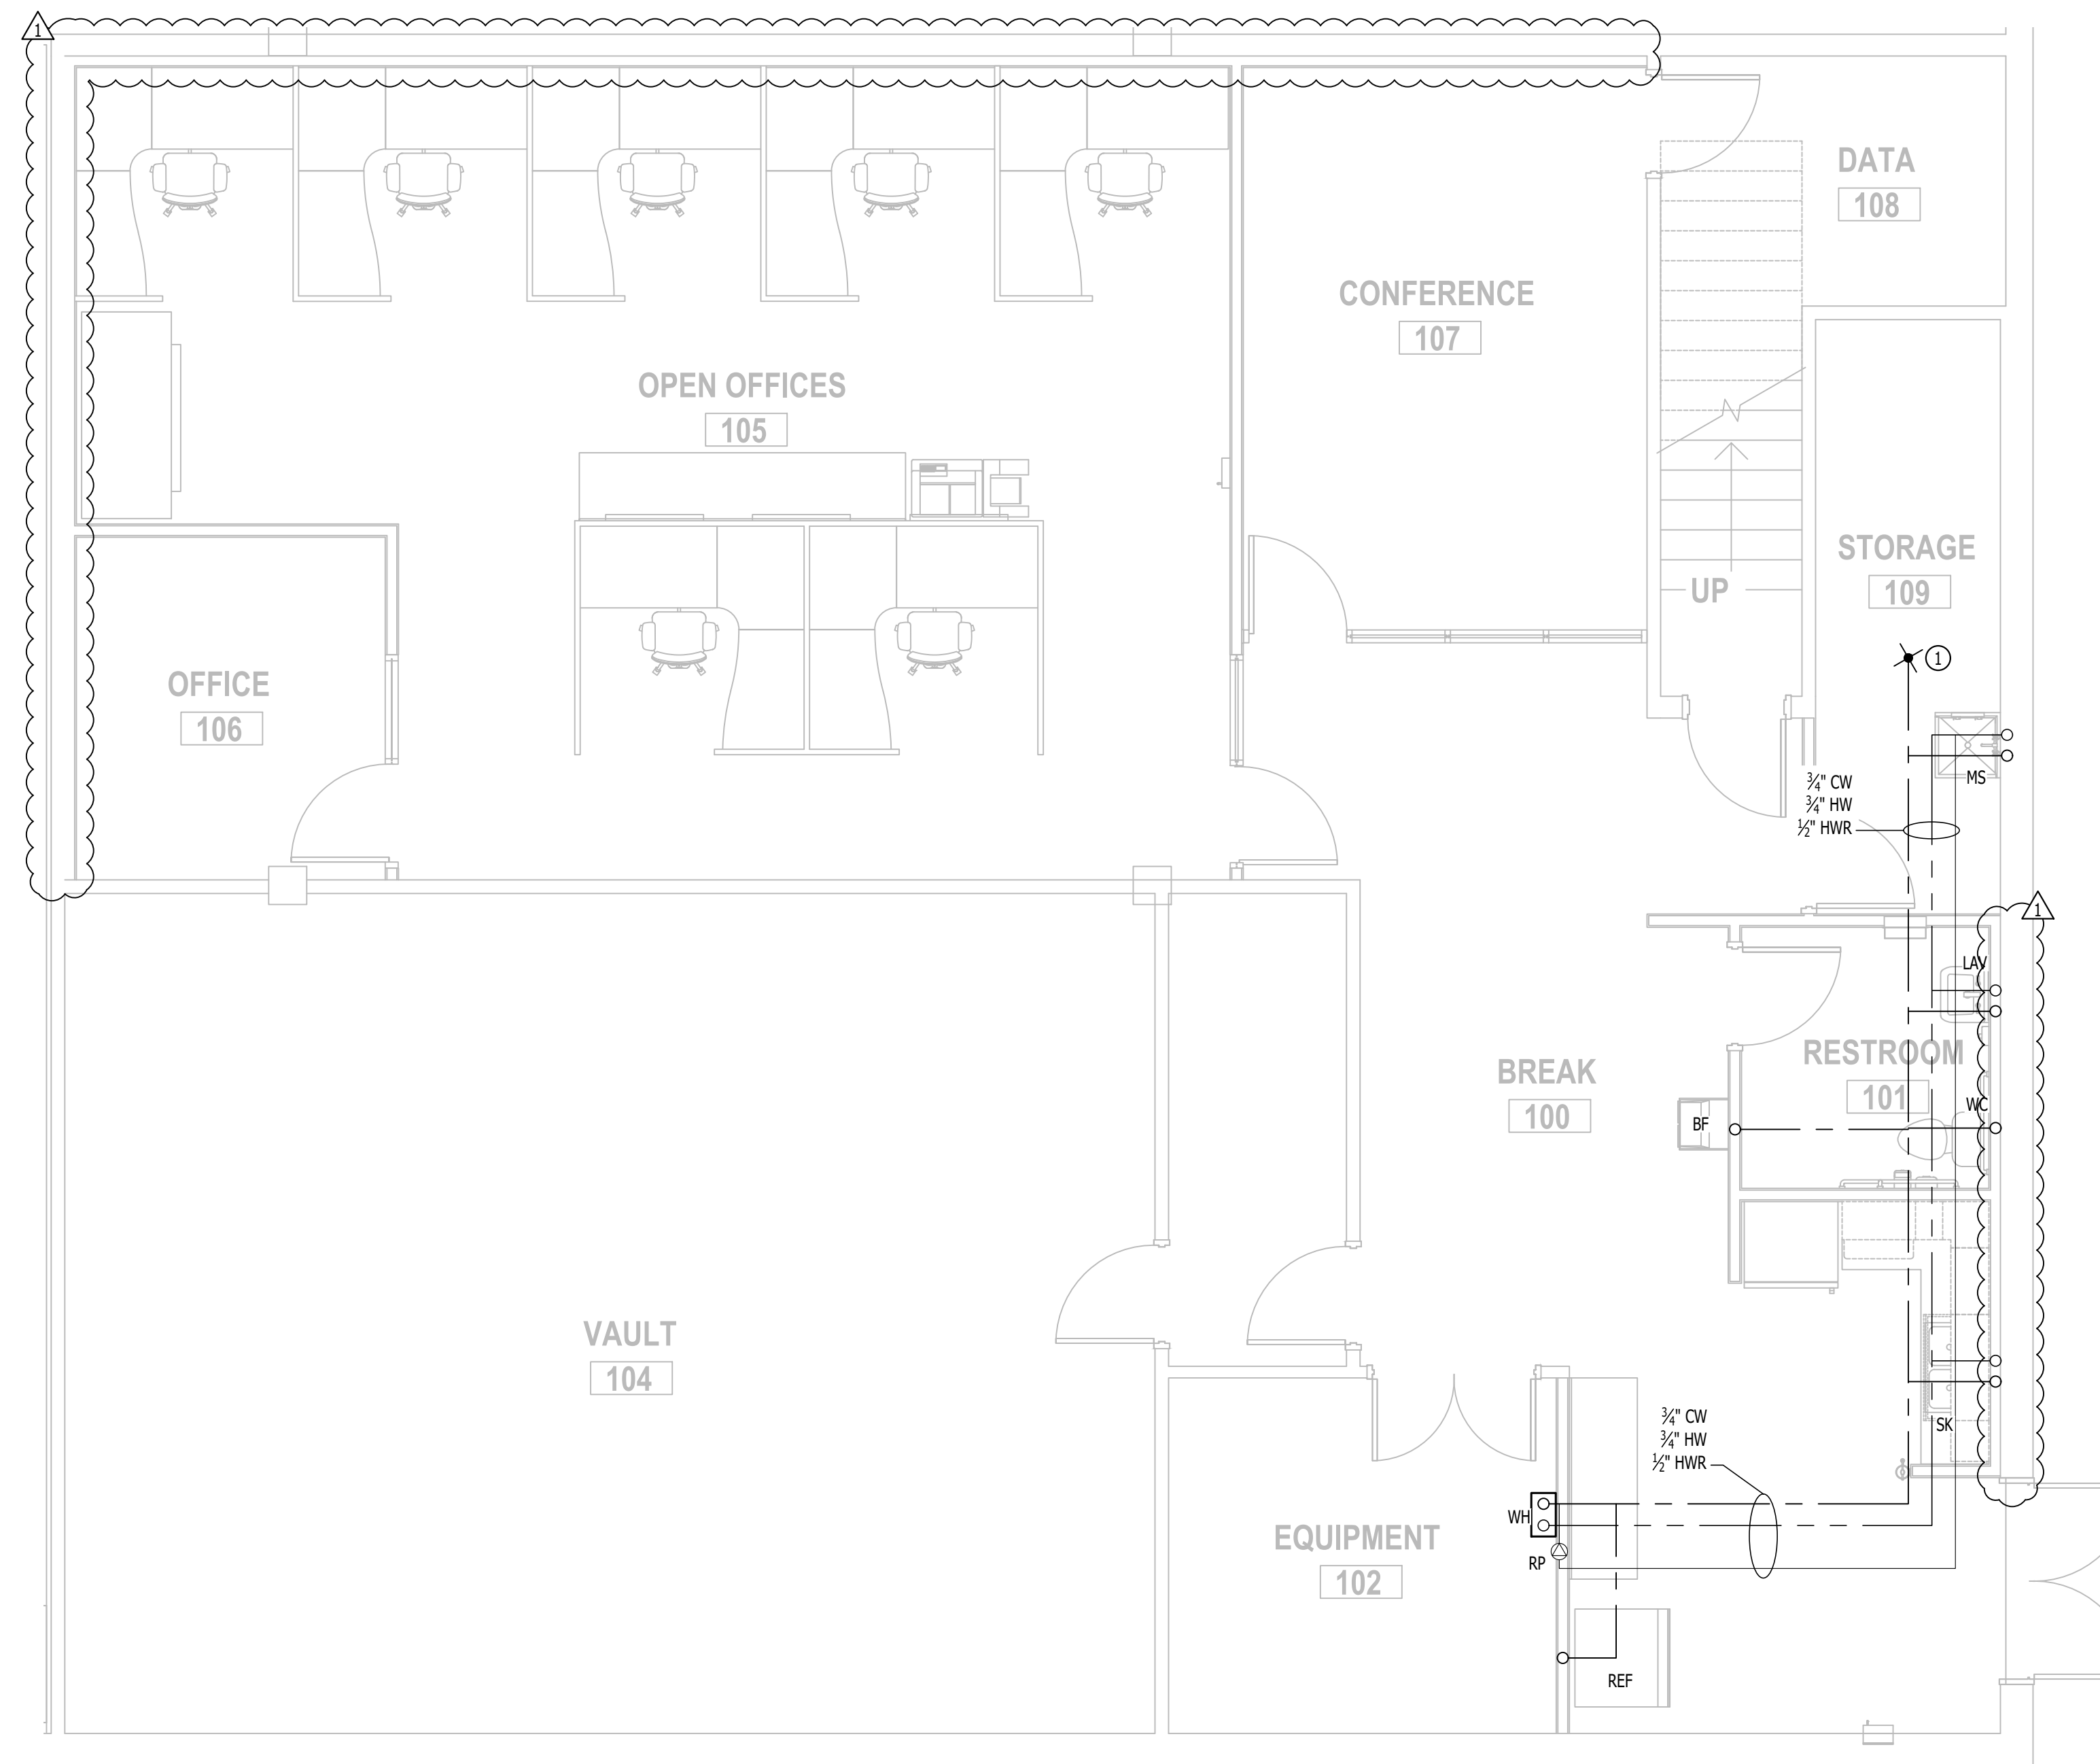 1
DATA
108
CONFERENCE
107
OPEN OFFICES
105
STORAGE
109
UP
1
OFFICE
106
MS
3/4" CW
3/4" HW
1/2" HWR
1
LAV
RESTROOM
101
BREAK
100
WC
BF
VAULT
104
3/4" CW
3/4" HW
1/2" HWR
SK
WH
EQUIPMENT
102
RP
REF